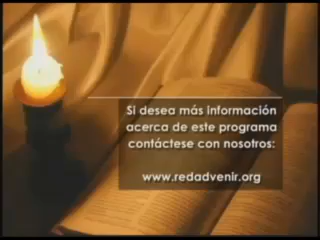 Si desea más información
acerca de este programa
contáctese con nosotros:
www.redadvenir.org